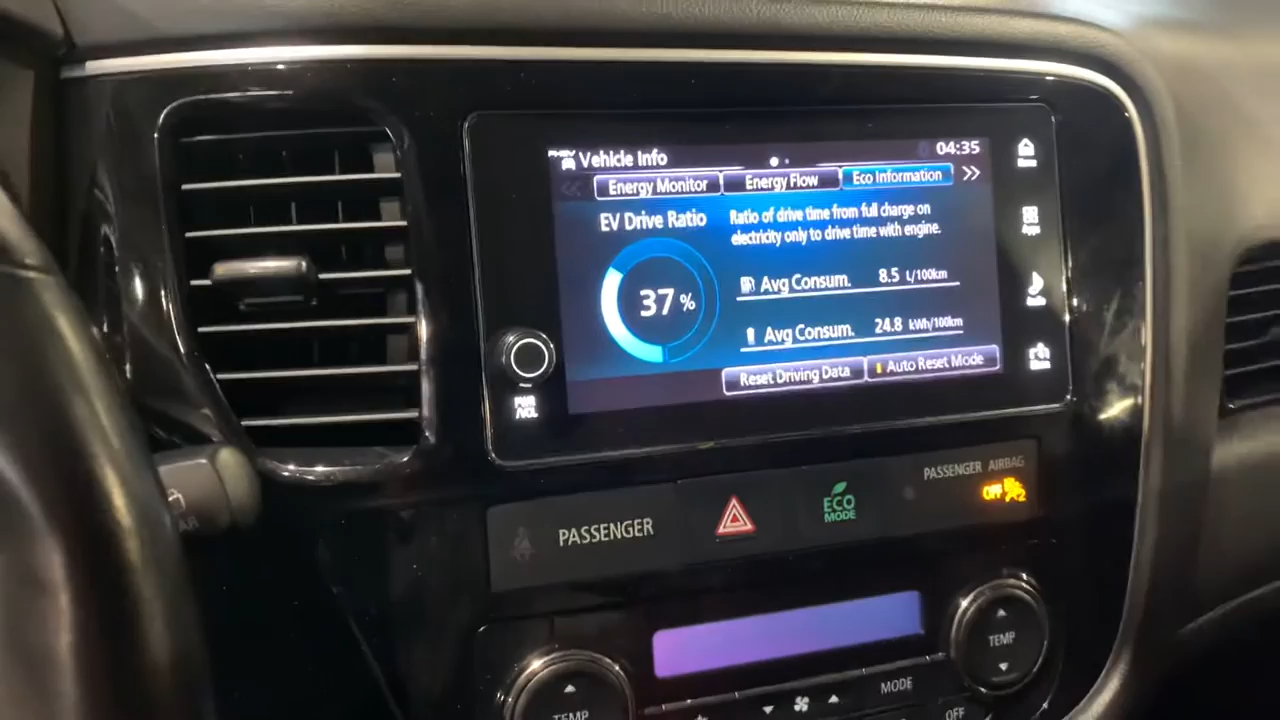 PHEV
Vehicle Info
04:35
Energy Monitor
Energy Flow
Eco Information
EV Drive Ratio
Ratio of drive time from full charge on
electricity only to drive time with engine.
37 %
Avg Consum. 8.5 L/100km
Avg Consum. 24.8 kWh/100km
Reset Driving Data
Auto Reset Mode
Apps
PWR
/VOL
PASSENGER
ECO
MODE
PASSENGER AIRBAG
OFF
TEMP
TEMP
MODE
OFF